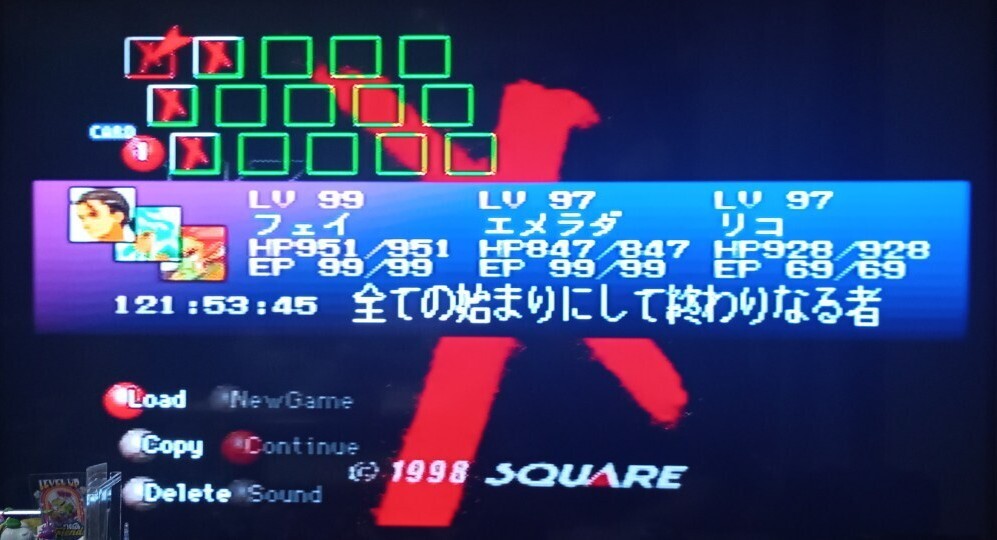 CARD
1
LV 99 LV 97 LV 97
フェイ エメラダ リコ
HP951/951 HP847/847 HP928/928
EP 99/99 EP 99/99 EP 69/69
121:53:45 全ての始まりにして終わりなる者
Load NewGame
Copy Continue
© 1998 SQUARE
Delete Sound
LEVEL UP